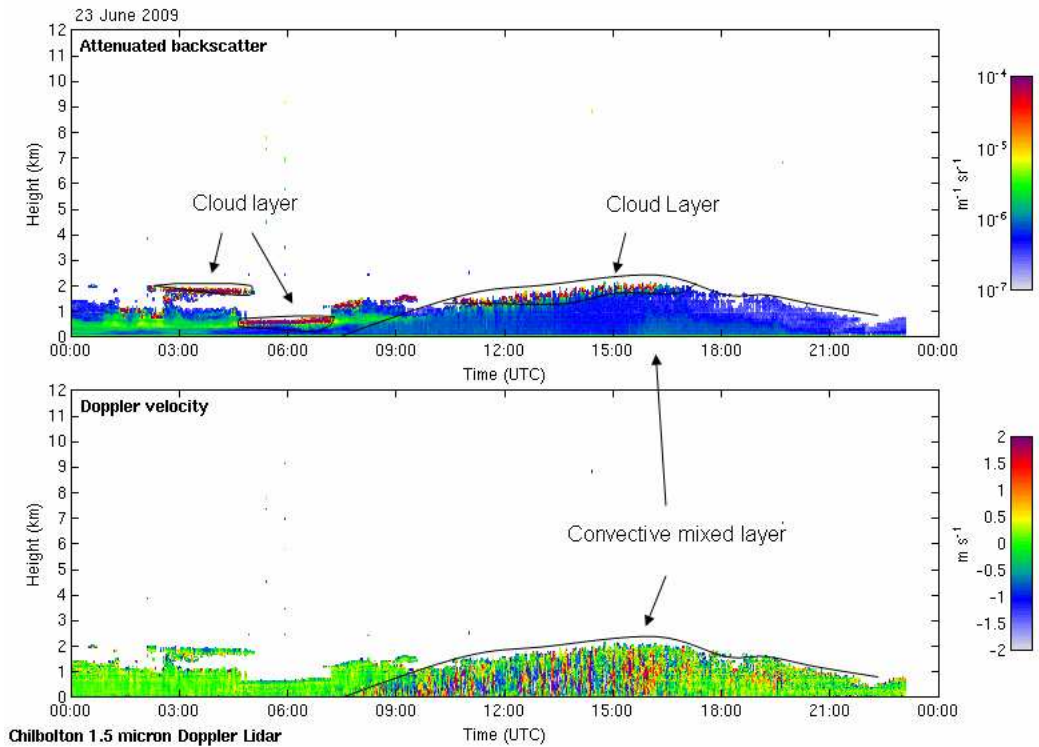 23 June 2009
Attenuated backscatter
12
11
10
9
8
7
6
5
4
3
2
1
0
Height (km)
Cloud layer
Cloud Layer
00:00 03:00 06:00 09:00 12:00 15:00 18:00 21:00 00:00
Time (UTC)
10⁻⁴
10⁻⁵
10⁻⁶
10⁻⁷
m⁻¹ sr⁻¹
Doppler velocity
12
11
10
9
8
7
6
5
4
3
2
1
0
Height (km)
Convective mixed layer
00:00 03:00 06:00 09:00 12:00 15:00 18:00 21:00 00:00
Time (UTC)
2
1.5
1
0.5
0
-0.5
-1
-1.5
-2
m s⁻¹
Chilbolton 1.5 micron Doppler Lidar